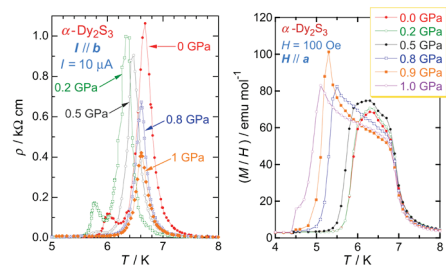 α-Dy2S3
I // b
I = 10 μA
0 GPa
0.2 GPa
0.5 GPa
0.8 GPa
1 GPa
ρ / kΩ cm
1.0
0.8
0.6
0.4
0.2
0.0
5 6 7 8
T / K
α-Dy2S3
H = 100 Oe
H // a
0.0 GPa
0.2 GPa
0.5 GPa
0.8 GPa
0.9 GPa
1.0 GPa
(M / H ) / emu mol⁻¹
100
80
60
40
20
0
4 5 6 7 8
T / K